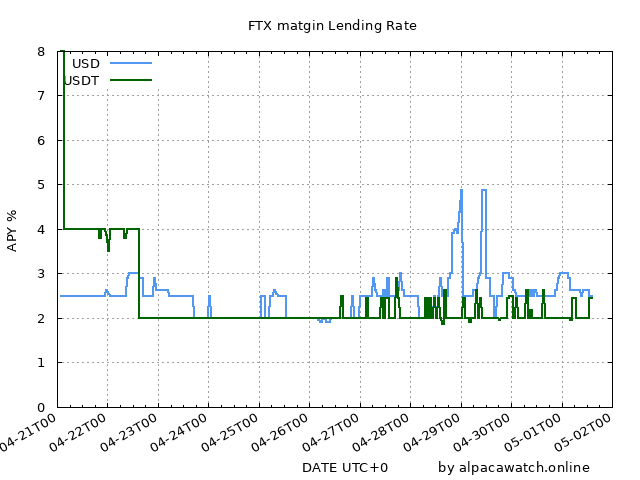 FTX matgin Lending Rate
USD
USDT
8
7
6
5
4
3
2
1
0
APY %
04-21T00
04-22T00
04-23T00
04-24T00
04-25T00
04-26T00
04-27T00
04-28T00
04-29T00
04-30T00
05-01T00
05-02T00
DATE UTC+0
by alpacawatch.online